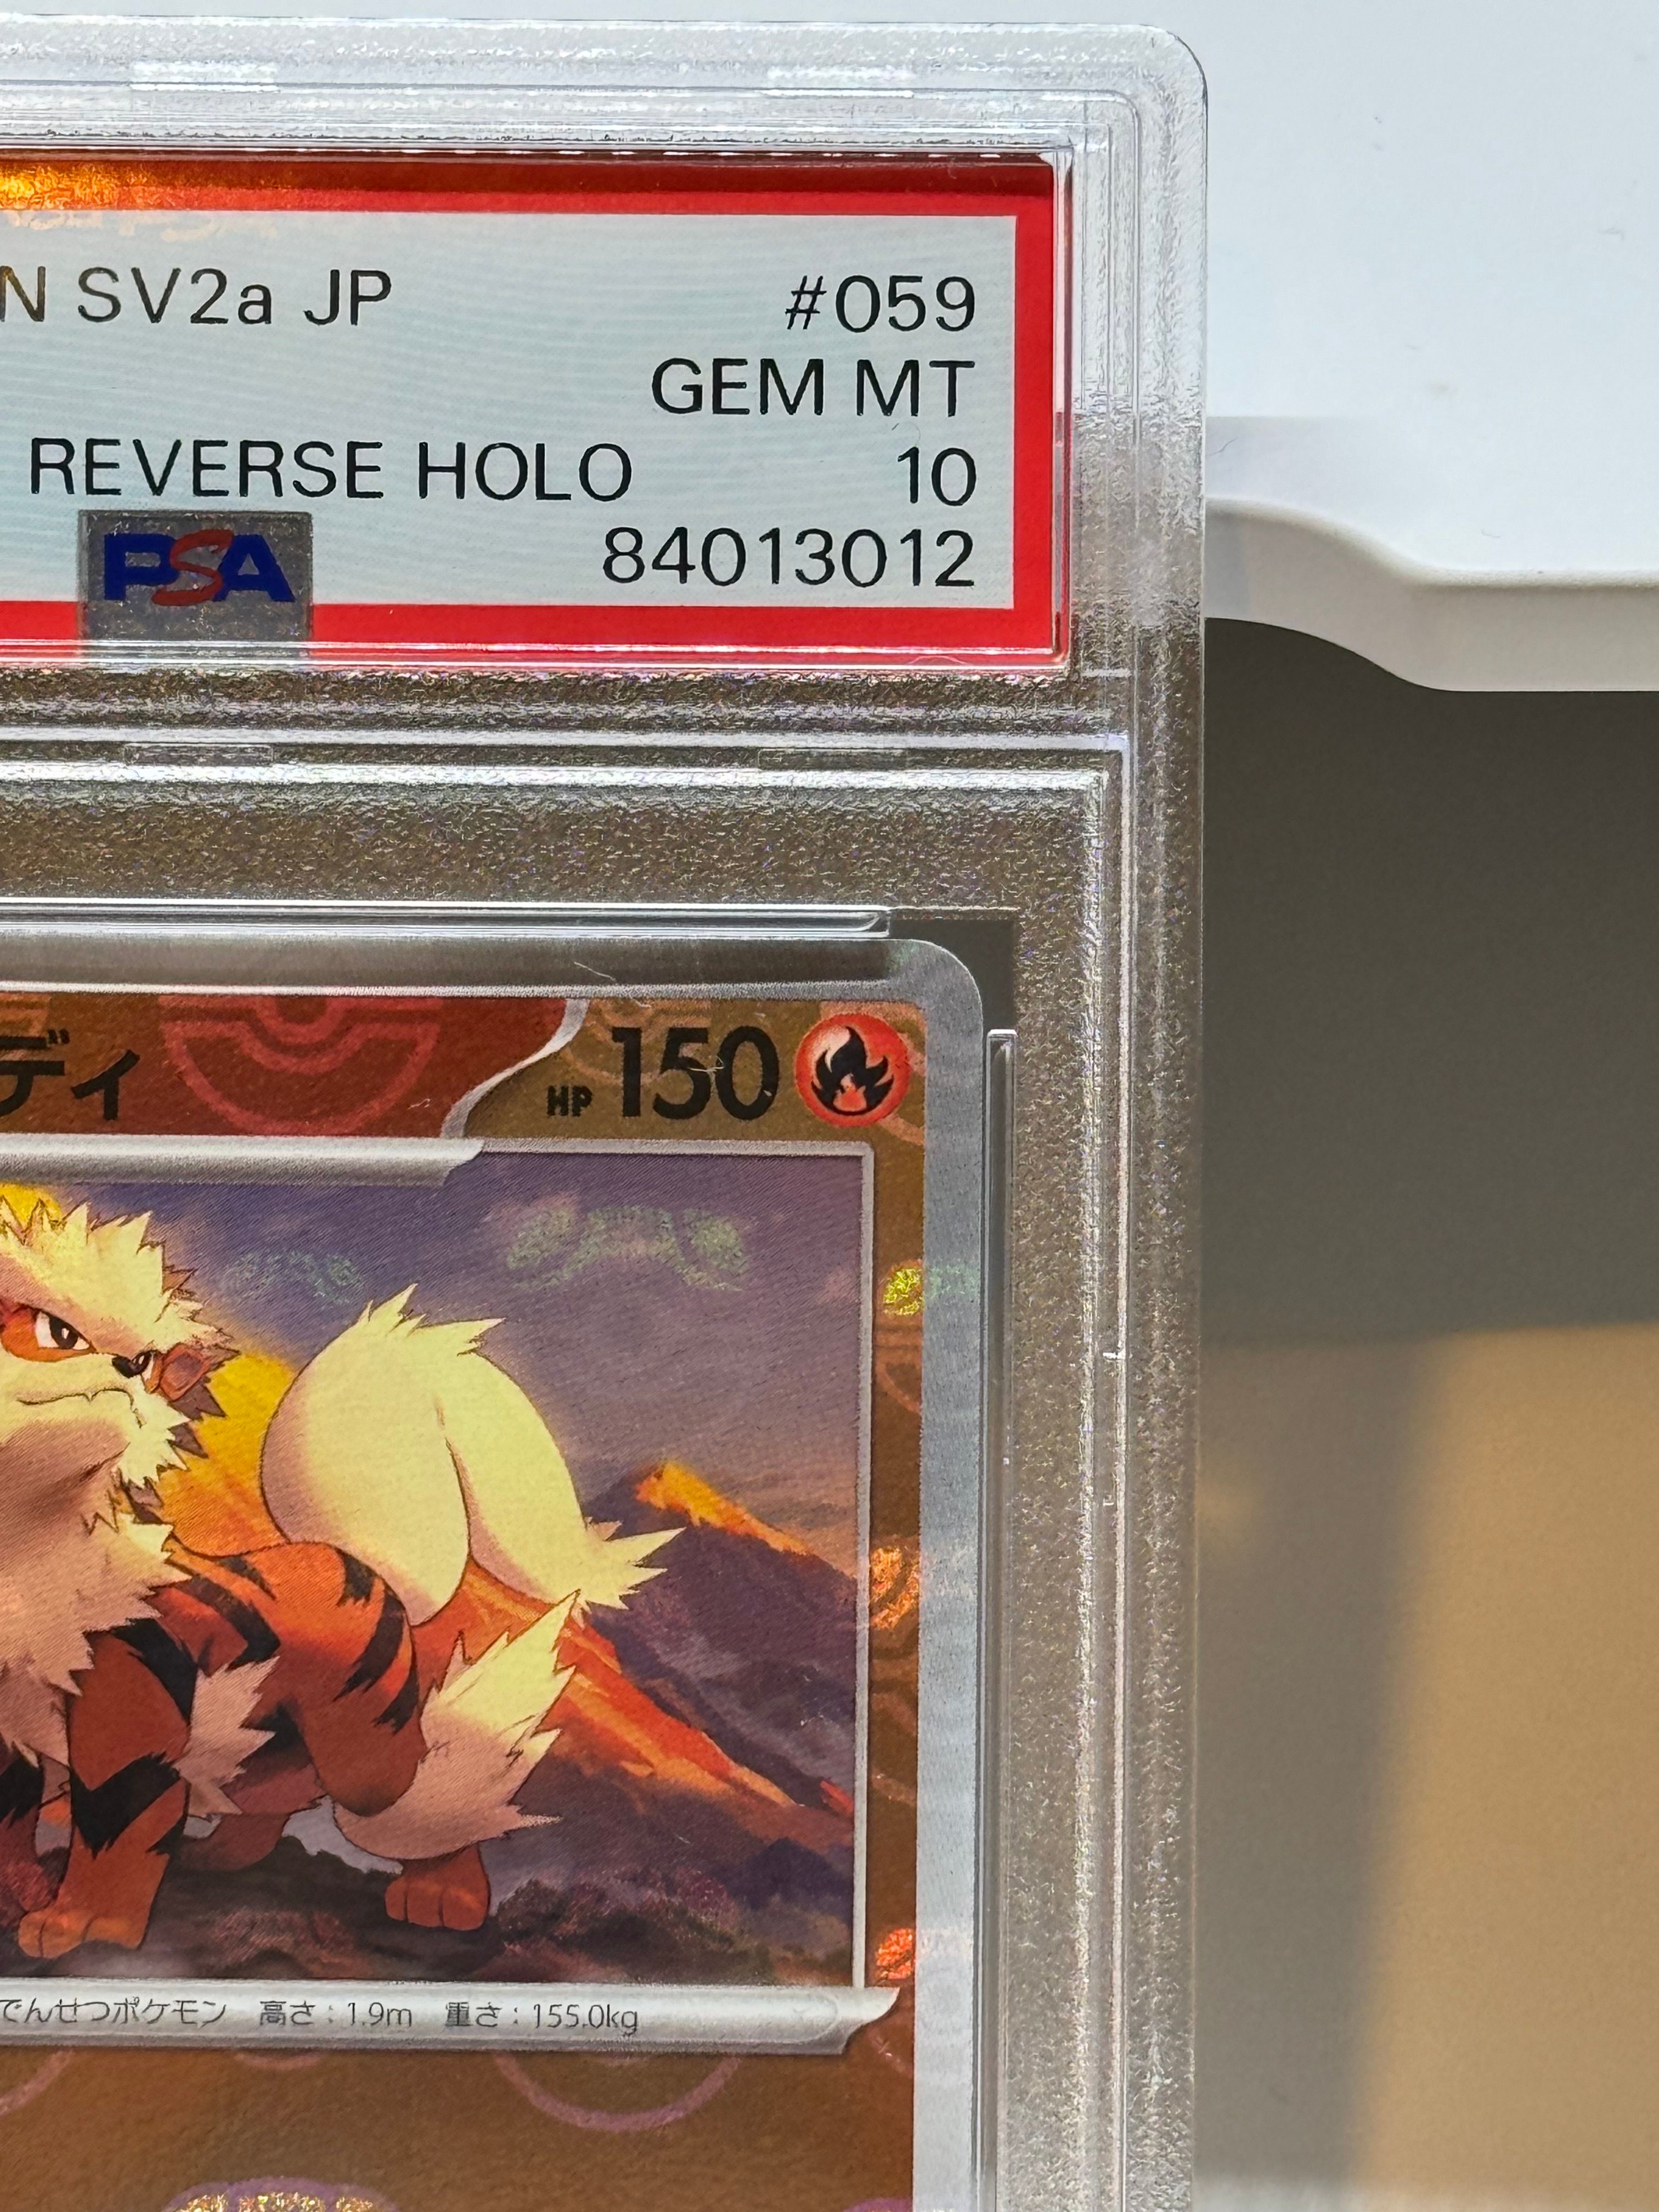 N SV2a JP #059
GEM MT
REVERSE HOLO 10
PSA 84013012
ディ HP 150
でんせつポケモン 高さ：1.9m 重さ：155.0kg